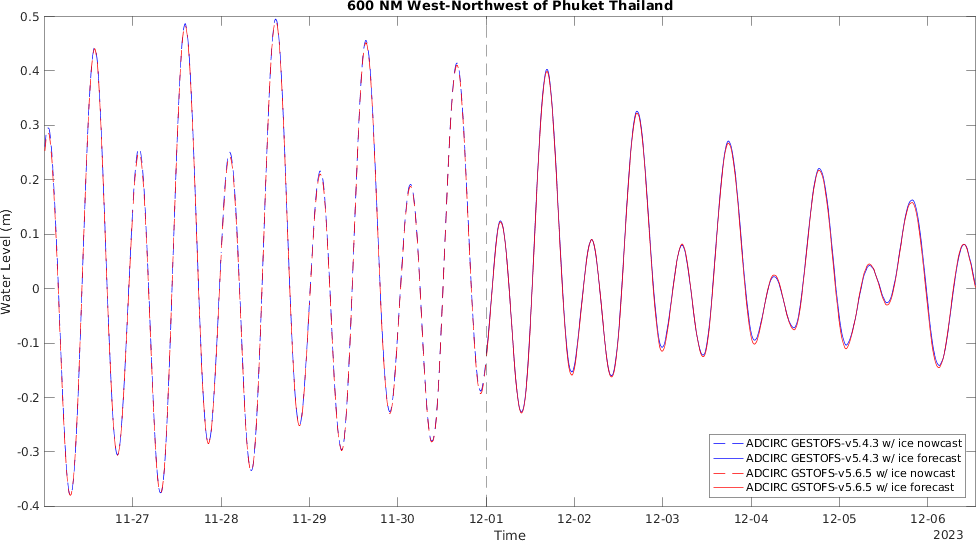 600 NM West-Northwest of Phuket Thailand
Water Level (m)
0.5
0.4
0.3
0.2
0.1
0
-0.1
-0.2
-0.3
-0.4
ADCIRC GESTOFS-v5.4.3 w/ ice nowcast
ADCIRC GESTOFS-v5.4.3 w/ ice forecast
ADCIRC GSTOFS-v5.6.5 w/ ice nowcast
ADCIRC GSTOFS-v5.6.5 w/ ice forecast
11-27 11-28 11-29 11-30 12-01 12-02 12-03 12-04 12-05 12-06
Time
2023